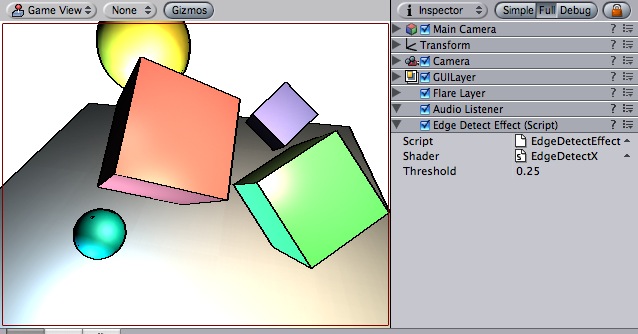 Game View None Gizmos
Inspector Simple Full Debug
Main Camera ?
Transform ?
Camera ?
GUILayer ?
Flare Layer ?
Audio Listener ?
Edge Detect Effect (Script) ?
Script EdgeDetectEffect
Shader EdgeDetectX
Threshold 0.25